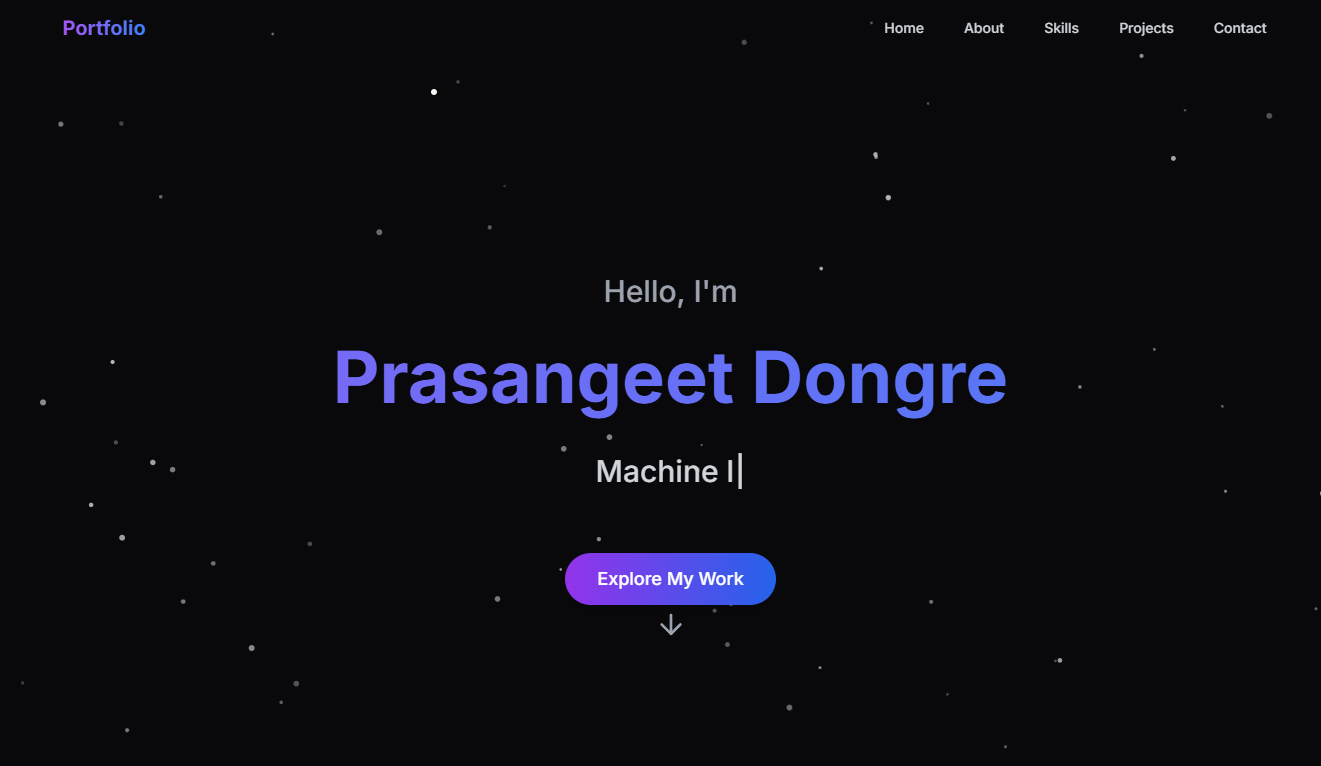 Portfolio
Home About Skills Projects Contact
Hello, I'm
Prasangeet Dongre
Machine l|
Explore My Work